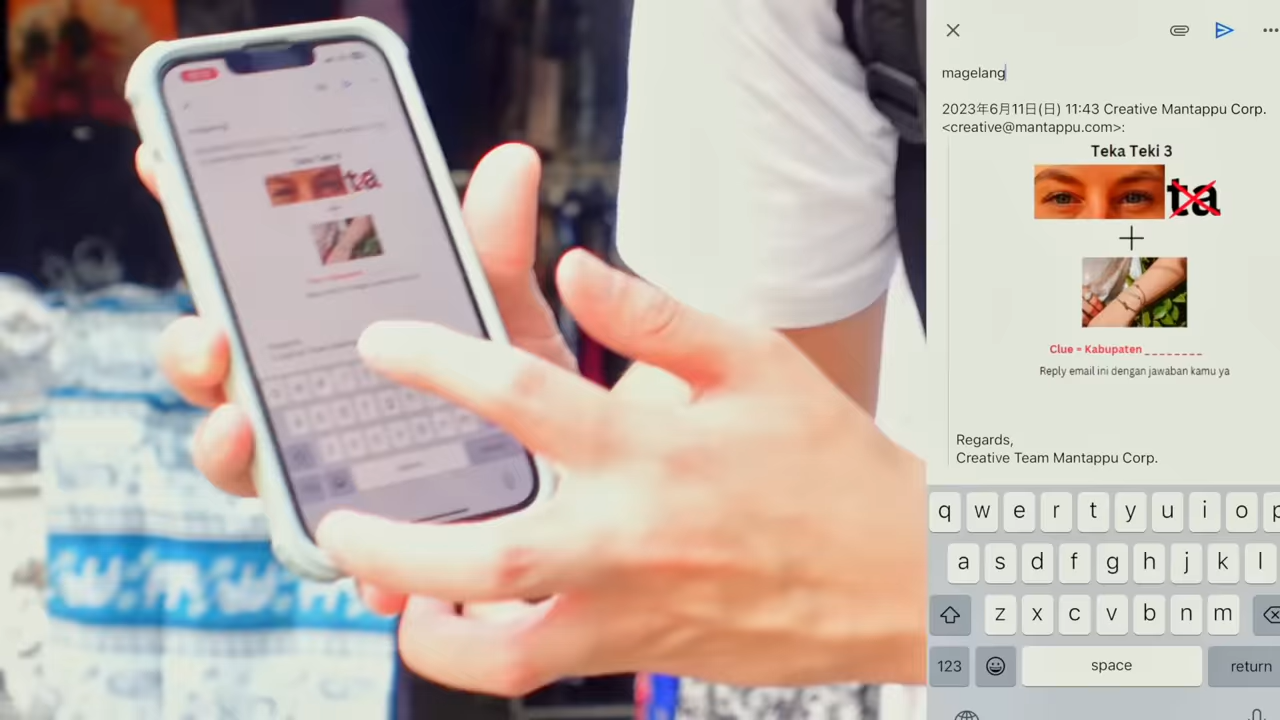 magelang
2023年6月11日(日) 11:43 Creative Mantappu Corp.
<creative@mantappu.com>:
Teka Teki 3
ta
+
Clue = Kabupaten _ _ _ _ _ _ _ _
Reply email ini dengan jawaban kamu ya
Regards,
Creative Team Mantappu Corp.
q w e r t y u i o p
a s d f g h j k l
z x c v b n m
123 space return
ta